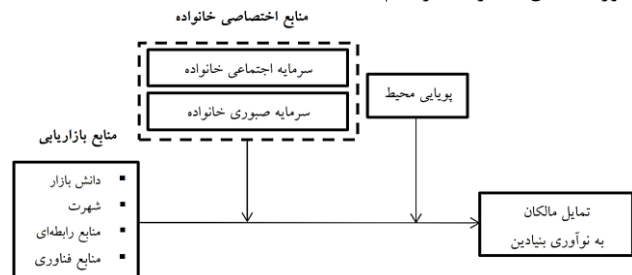 منابع اختصاصی خانواده
سرمایه اجتماعی خانواده
سرمایه صبوری خانواده
پویایی محیط
منابع بازاریابی
▪ دانش بازار
▪ شهرت
▪ منابع رابطه‌ای
▪ منابع فناوری
تمایل مالکان
به نوآوری بنیادین